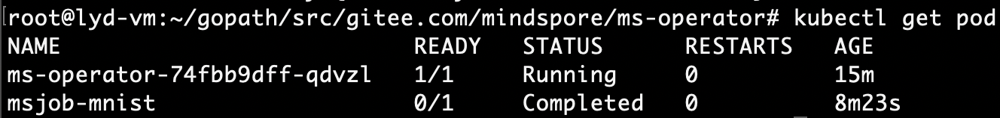 [root@lyd-vm:~/gopath/src/gitee.com/mindspore/ms-operator# kubectl get pod
NAME READY STATUS RESTARTS AGE
ms-operator-74fbb9dff-qdvzl 1/1 Running 0 15m
msjob-mnist 0/1 Completed 0 8m23s